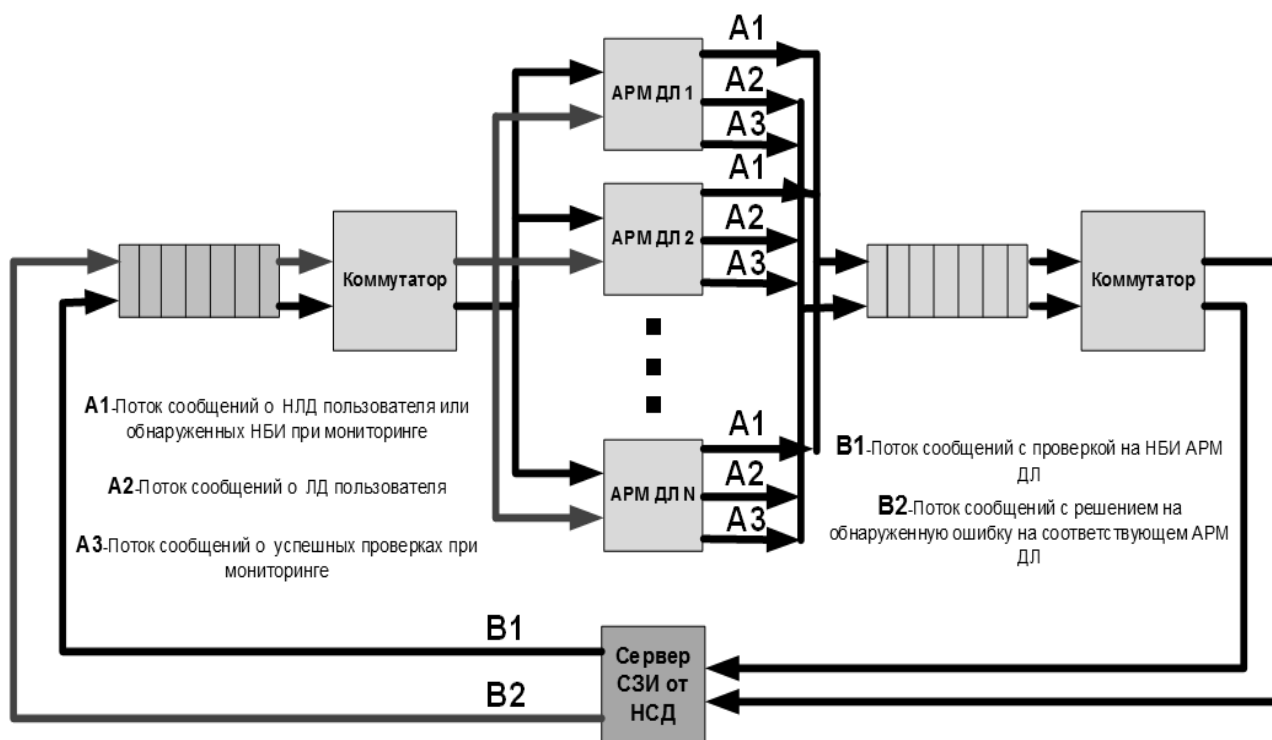 А1
АРМ ДЛ 1
А2
А3
А1
АРМ ДЛ 2
А2
А3
Коммутатор
Коммутатор
А1-Поток сообщений о НЛД пользователя или
обнаруженных НБИ при мониторинге
А2-Поток сообщений о ЛД пользователя
А3-Поток сообщений о успешных проверках при
мониторинге
А1
АРМ ДЛ N
А2
А3
В1-Поток сообщений с проверкой на НБИ АРМ
ДЛ
В2-Поток сообщений с решением на
обнаруженную ошибку на соответствующем АРМ
ДЛ
В1
В2
Сервер
СЗИ от
НСД